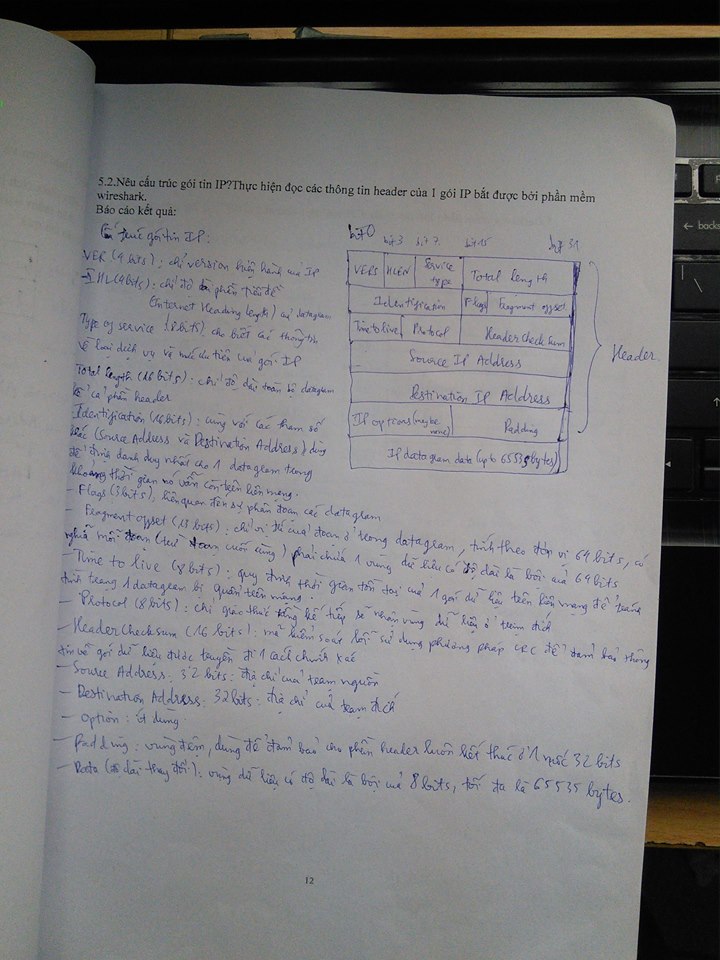 5.2.Nêu cấu trúc gói tin IP?Thực hiện đọc các thông tin header của 1 gói IP bắt được bởi phần mềm
wireshark.
Báo cáo kết quả:
Cấu trúc gói tin IP:
VER (4 bits): chỉ version hiện hành của IP
- IHL (4 bits): chỉ độ dài phần tiêu đề
(Internet Heading length) của datagram
Type of service (8 bits): cho biết các thông tin
về loại dịch vụ và mức ưu tiên của gói IP
Total length (16 bits): chỉ độ dài toàn bộ datagram
kể cả phần header
- Identification (16 bits): cùng với các tham số
khác (Source Address và Destination Address) dùng
để định danh duy nhất cho 1 datagram trong
khoảng thời gian nó vẫn còn trên liên mạng.
- Flags (3 bits), liên quan đến sự phân đoạn các datagram
- Fragment offset (13 bits): chỉ vị trí của đoạn ở trong datagram, tính theo đơn vị 64 bits, có
nghĩa mỗi đoạn (trừ đoạn cuối cùng) phải chứa 1 vùng dữ liệu có độ dài là bội của 64 bits
- Time to live (8 bits): quy định thời gian tồn tại của 1 gói dữ liệu trên liên mạng để tránh
tình trạng 1 datagram bị quẩn trên mạng.
- Protocol (8 bits): chỉ giao thức tầng kế tiếp sẽ nhận vùng dữ liệu ở trạm đích
- Header Checksum (16 bits): mã kiểm soát lỗi sử dụng phương pháp CRC để đảm bảo thông
tin về gói dữ liệu được truyền đi 1 cách chính xác
- Source Address: 32 bits: địa chỉ của trạm nguồn
- Destination Address: 32 bits: địa chỉ của trạm đích
- Option: ít dùng
- Padding: vùng đệm, dùng để đảm bảo cho phần header luôn kết thúc ở 1 mốc 32 bits
- Data (độ dài thay đổi): vùng dữ liệu có độ dài là bội của 8 bits, tối đa là 65535 bytes.
bit 0 bit 3 bit 7 bit 15 bit 31
VERS HLEN Service type Total length
Identification Flags Fragment offset
Time to live Protocol Header checksum
Source IP Address
Destination IP Address
IP options (maybe none) Padding
IP datagram data (up to 65535 bytes)
Header
12
backs